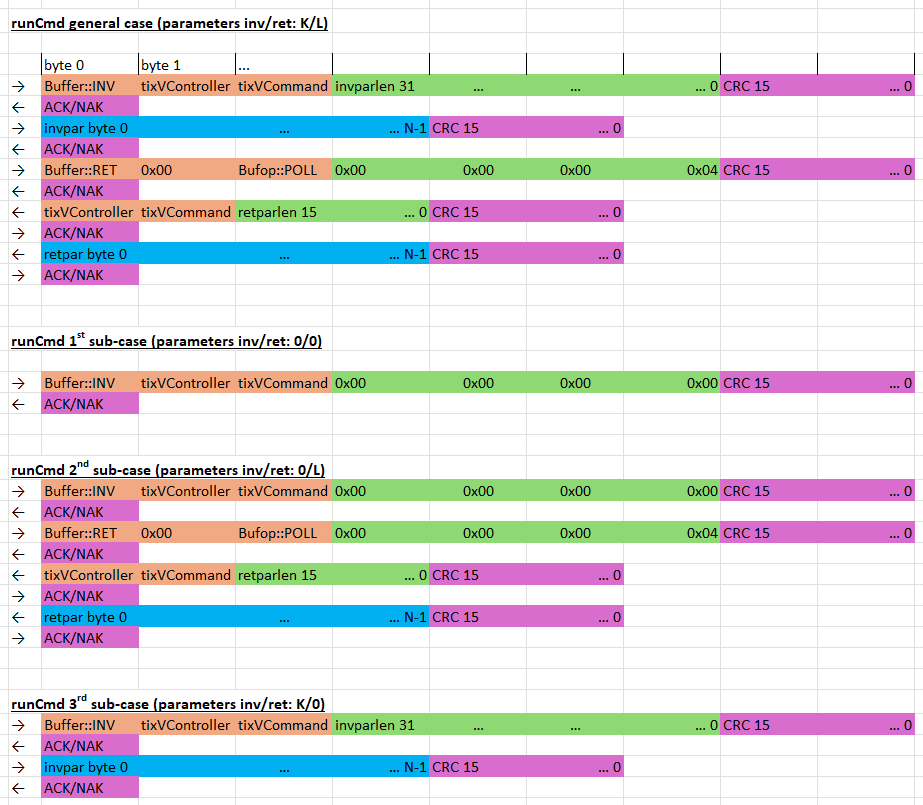 runCmd general case (parameters inv/ret: K/L)
byte 0 byte 1 ...
→ Buffer::INV tixVController tixVCommand invparlen 31 ... ... ... 0 CRC 15 ... 0
← ACK/NAK
→ invpar byte 0 ... ... N-1 CRC 15 ... 0
← ACK/NAK
→ Buffer::RET 0x00 Bufop::POLL 0x00 0x00 0x00 0x04 CRC 15 ... 0
← ACK/NAK
← tixVController tixVCommand retparlen 15 ... 0 CRC 15 ... 0
→ ACK/NAK
← retpar byte 0 ... ... N-1 CRC 15 ... 0
→ ACK/NAK
runCmd 1st sub-case (parameters inv/ret: 0/0)
→ Buffer::INV tixVController tixVCommand 0x00 0x00 0x00 0x00 CRC 15 ... 0
← ACK/NAK
runCmd 2nd sub-case (parameters inv/ret: 0/L)
→ Buffer::INV tixVController tixVCommand 0x00 0x00 0x00 0x00 CRC 15 ... 0
← ACK/NAK
→ Buffer::RET 0x00 Bufop::POLL 0x00 0x00 0x00 0x04 CRC 15 ... 0
← ACK/NAK
← tixVController tixVCommand retparlen 15 ... 0 CRC 15 ... 0
→ ACK/NAK
← retpar byte 0 ... ... N-1 CRC 15 ... 0
→ ACK/NAK
runCmd 3rd sub-case (parameters inv/ret: K/0)
→ Buffer::INV tixVController tixVCommand invparlen 31 ... ... ... 0 CRC 15 ... 0
← ACK/NAK
→ invpar byte 0 ... ... N-1 CRC 15 ... 0
← ACK/NAK